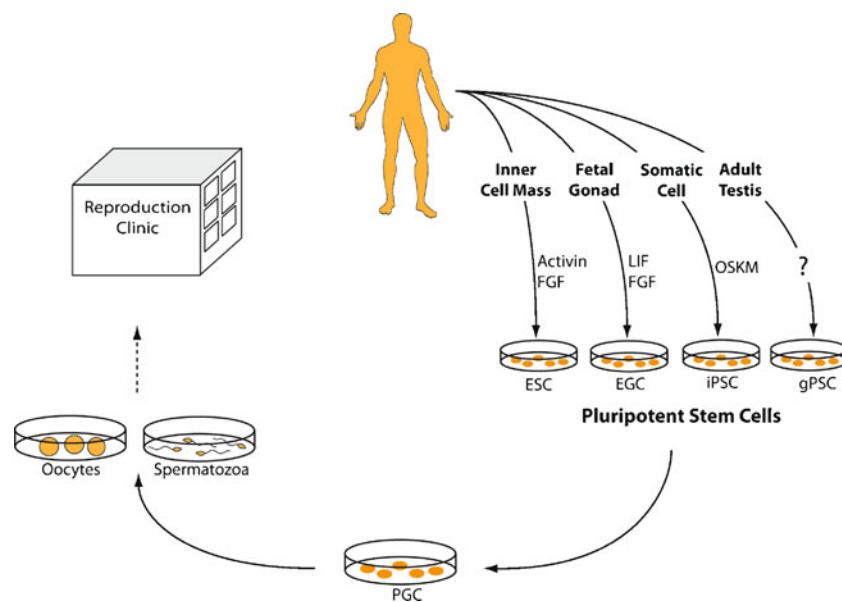 Inner
Cell Mass
Fetal
Gonad
Somatic
Cell
Adult
Testis
Reproduction
Clinic
Activin
FGF
LIF
FGF
OSKM
?
ESC
EGC
iPSC
gPSC
Pluripotent Stem Cells
Oocytes
Spermatozoa
PGC